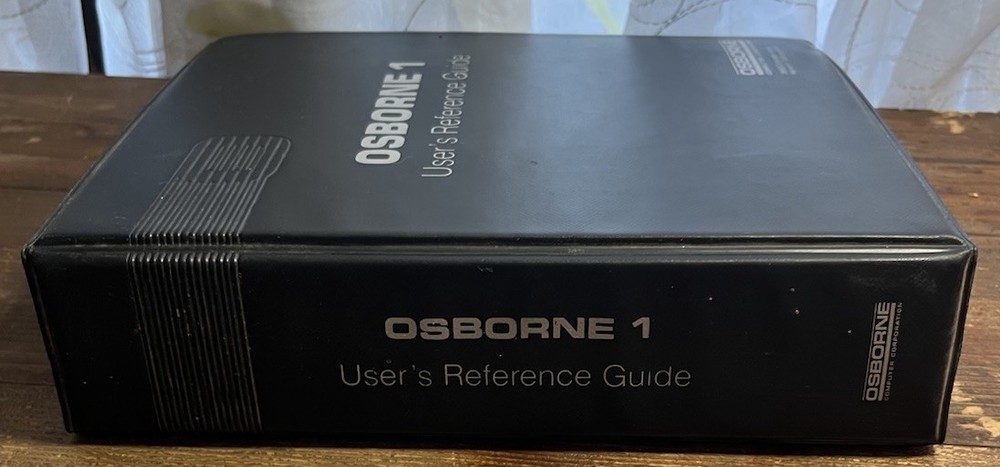 OSBORNE 1
User's Reference Guide
OSBORNE
OSBORNE 1
User's Reference Guide
OSBORNE
COMPUTER CORPORATION